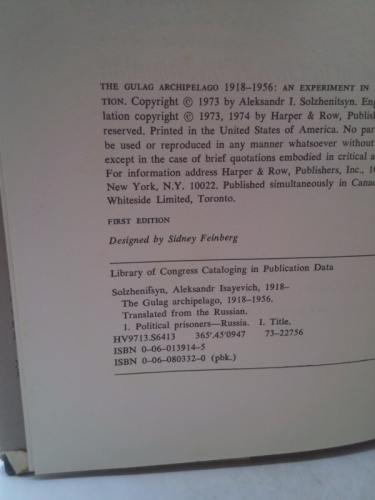 THE GULAG ARCHIPELAGO 1918–1956: AN EXPERIMENT IN
TION. Copyright © 1973 by Aleksandr I. Solzhenitsyn. Eng
lation copyright © 1973, 1974 by Harper & Row, Publish
reserved. Printed in the United States of America. No par
be used or reproduced in any manner whatsoever without
except in the case of brief quotations embodied in critical a
For information address Harper & Row, Publishers, Inc., 1
New York, N.Y. 10022. Published simultaneously in Cana
Whiteside Limited, Toronto.
FIRST EDITION
Designed by Sidney Feinberg
Library of Congress Cataloging in Publication Data
Solzhenitsyn, Aleksandr Isayevich, 1918–
The Gulag archipelago, 1918–1956.
Translated from the Russian.
1. Political prisoners—Russia. I. Title.
HV9713.S6413 365'.45'0947 73–22756
ISBN 0–06–013914–5
ISBN 0–06–080332–0 (pbk.)